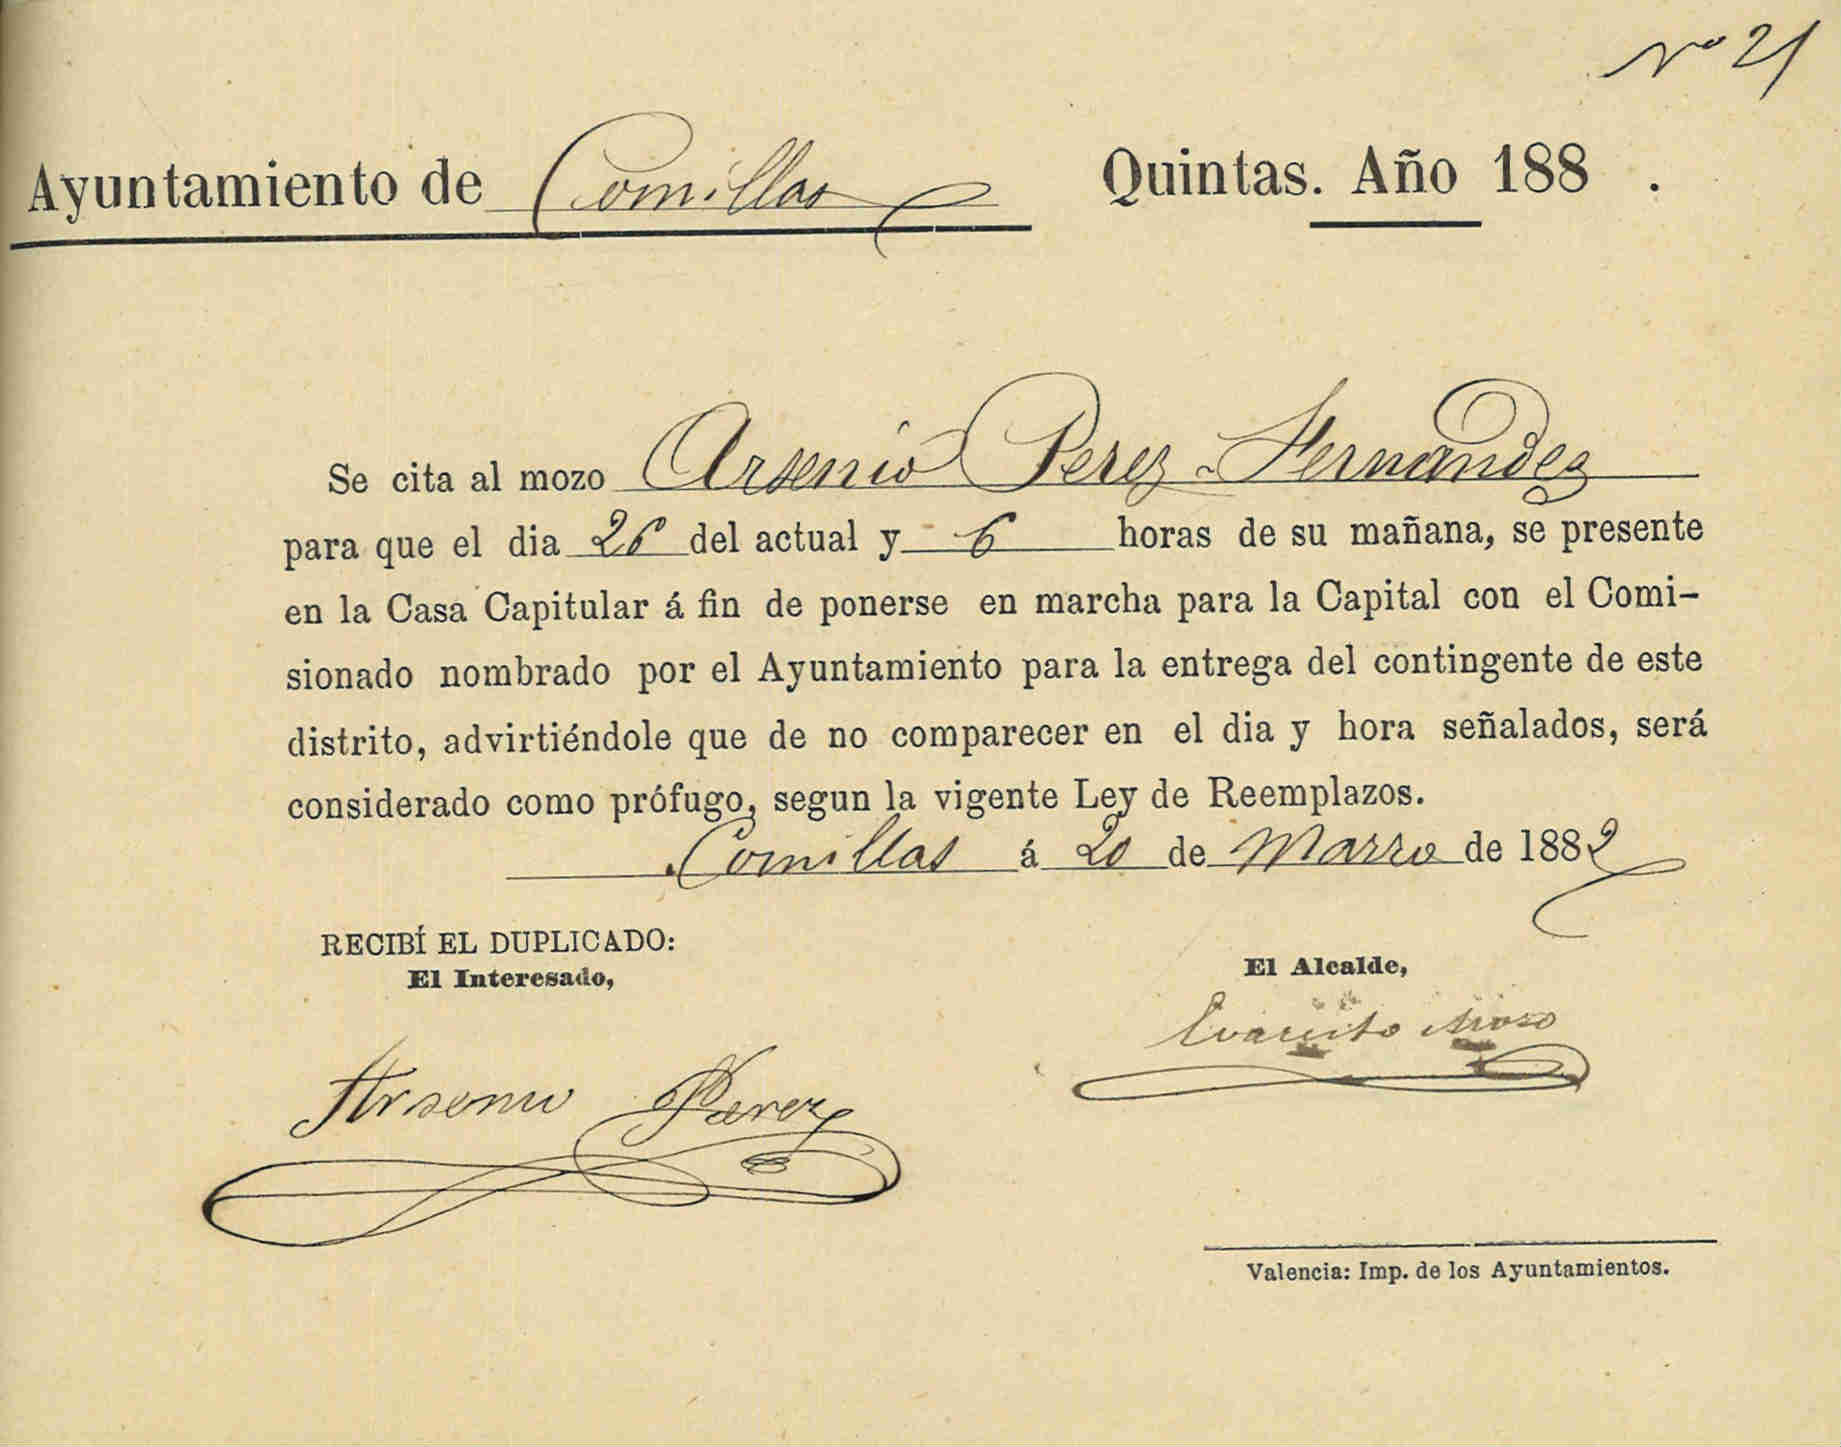 Nº 21
Ayuntamiento de Comillas Quintas. Año 188 .
Se cita al mozo Arsenio Perez Fernandez
para que el dia 26 del actual y 6 horas de su mañana, se presente
en la Casa Capitular á fin de ponerse en marcha para la Capital con el Comi-
sionado nombrado por el Ayuntamiento para la entrega del contingente de este
distrito, advirtiéndole que de no comparecer en el dia y hora señalados, será
considerado como prófugo, segun la vigente Ley de Reemplazos.
Comillas á 20 de Marzo de 1882
RECIBÍ EL DUPLICADO:
El Interesado,
El Alcalde,
Evaristo
Arsenio Perez
Valencia: Imp. de los Ayuntamientos.